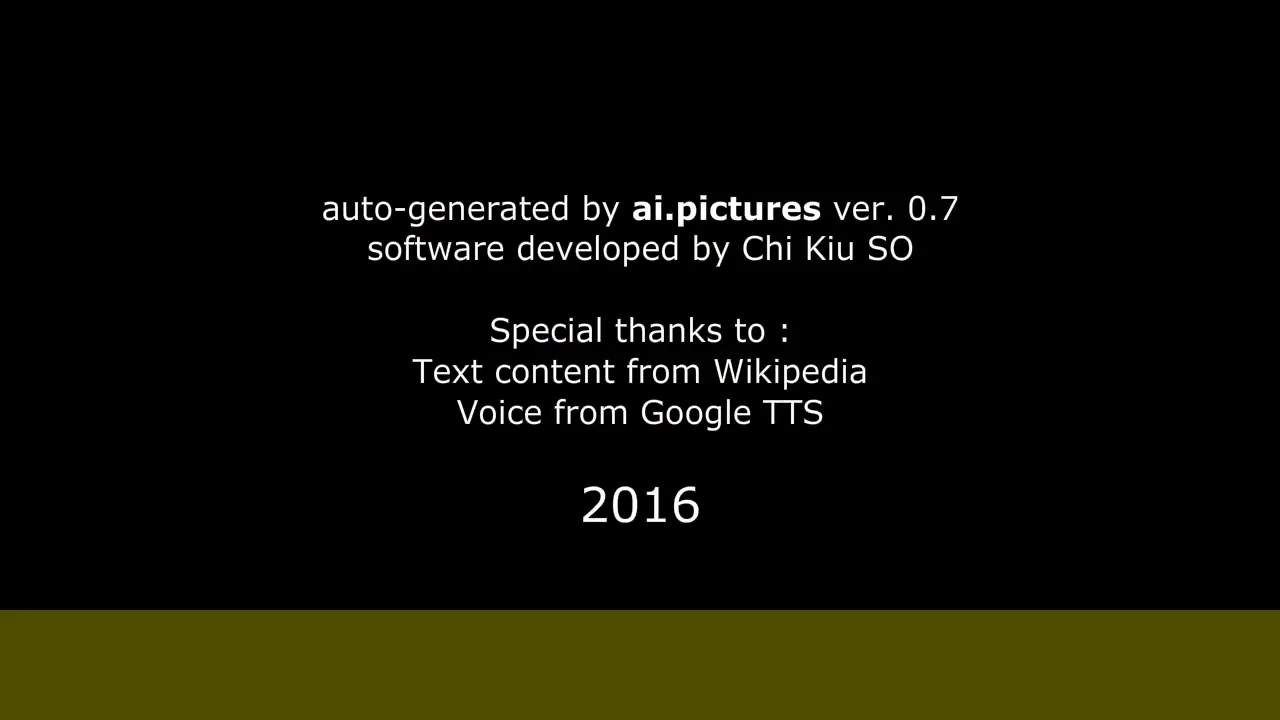 auto-generated by ai.pictures ver. 0.7
software developed by Chi Kiu SO
Special thanks to :
Text content from Wikipedia
Voice from Google TTS
2016